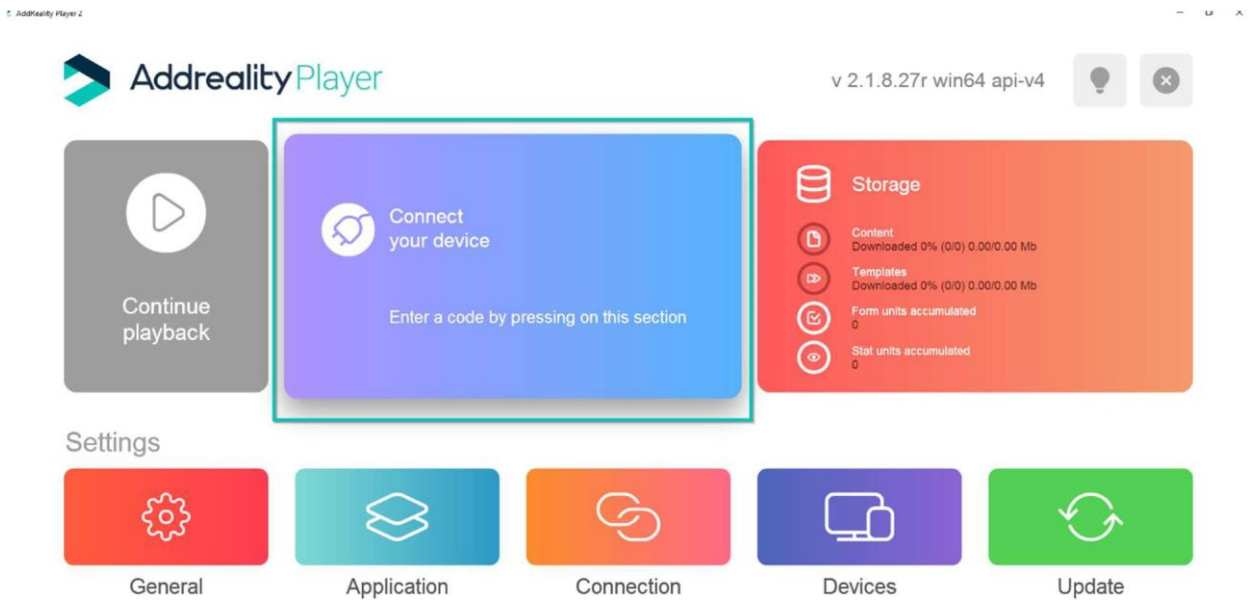 AddReality Player 2
Addreality Player
v 2.1.8.27r win64 api-v4
Continue
playback
Connect
your device
Enter a code by pressing on this section
Storage
Content
Downloaded 0% (0/0) 0.00/0.00 Mb
Templates
Downloaded 0% (0/0) 0.00/0.00 Mb
Form units accumulated
0
Stat units accumulated
0
Settings
General
Application
Connection
Devices
Update